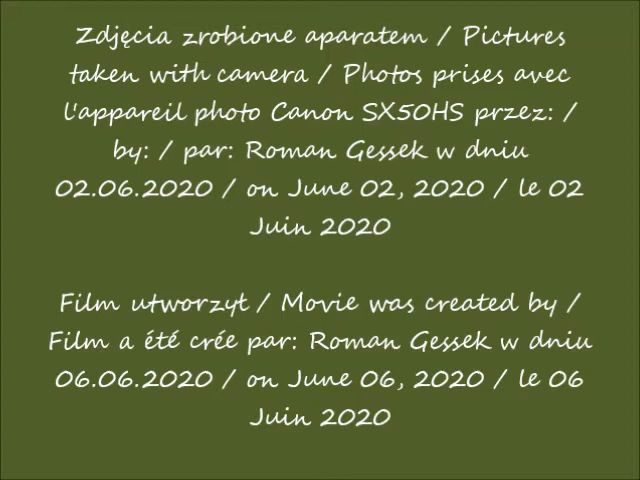 Zdjęcia zrobione aparatem / Pictures
taken with camera / Photos prises avec
l'appareil photo Canon SX50HS przez: /
by: / par: Roman Gessek w dniu
02.06.2020 / on June 02, 2020 / le 02
Juin 2020
Film utworzył / Movie was created by /
Film a été crée par: Roman Gessek w dniu
06.06.2020 / on June 06, 2020 / le 06
Juin 2020